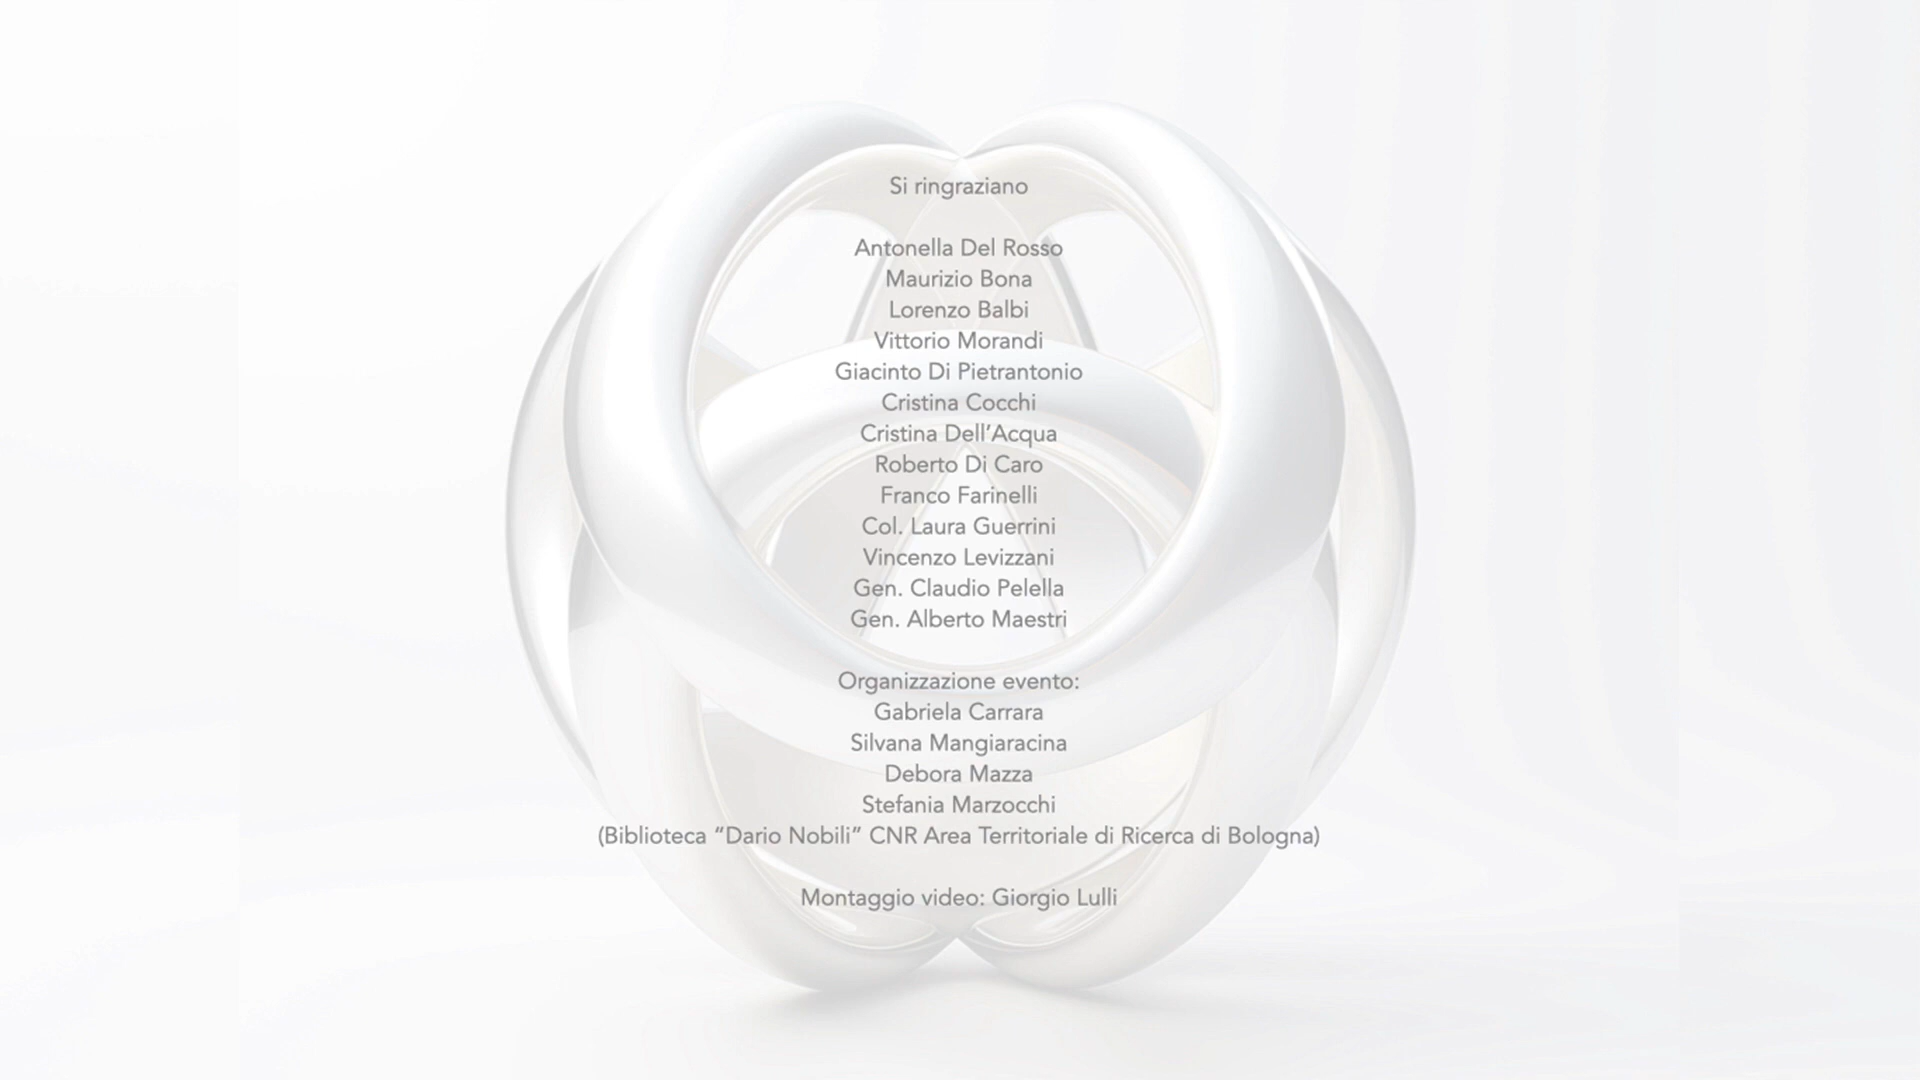 Si ringraziano
Antonella Del Rosso
Maurizio Bona
Lorenzo Balbi
Vittorio Morandi
Giacinto Di Pietrantonio
Cristina Cocchi
Cristina Dell’Acqua
Roberto Di Caro
Franco Farinelli
Col. Laura Guerrini
Vincenzo Levizzani
Gen. Claudio Pelella
Gen. Alberto Maestri
Organizzazione evento:
Gabriela Carrara
Silvana Mangiaracina
Debora Mazza
Stefania Marzocchi
(Biblioteca “Dario Nobili” CNR Area Territoriale di Ricerca di Bologna)
Montaggio video: Giorgio Lulli